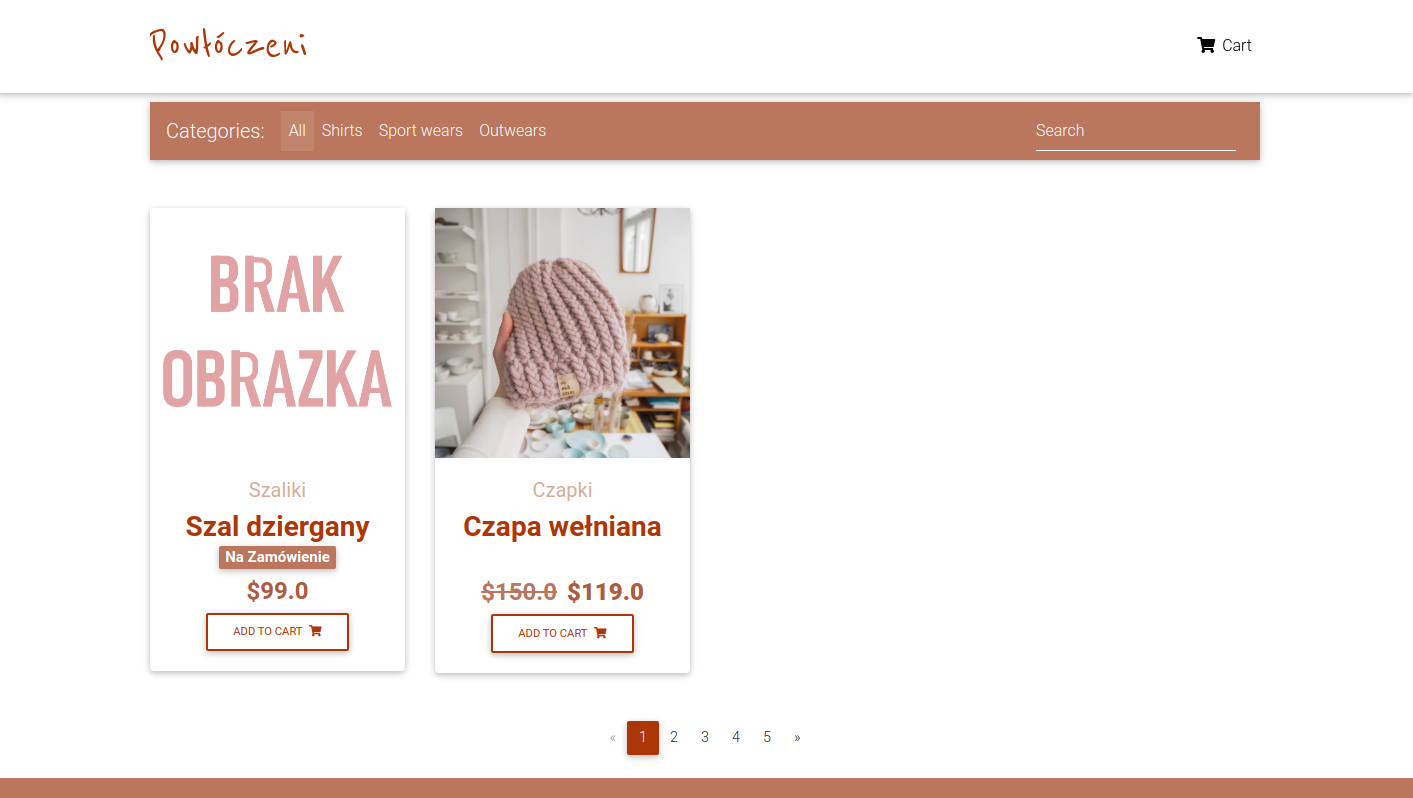 Powłóczeni
Cart
Categories: All Shirts Sport wears Outwears Search
BRAK
OBRAZKA
Szaliki
Szal dziergany
Na Zamówienie
$99.0
ADD TO CART
Czapki
Czapa wełniana
$150.0 $119.0
ADD TO CART
« 1 2 3 4 5 »